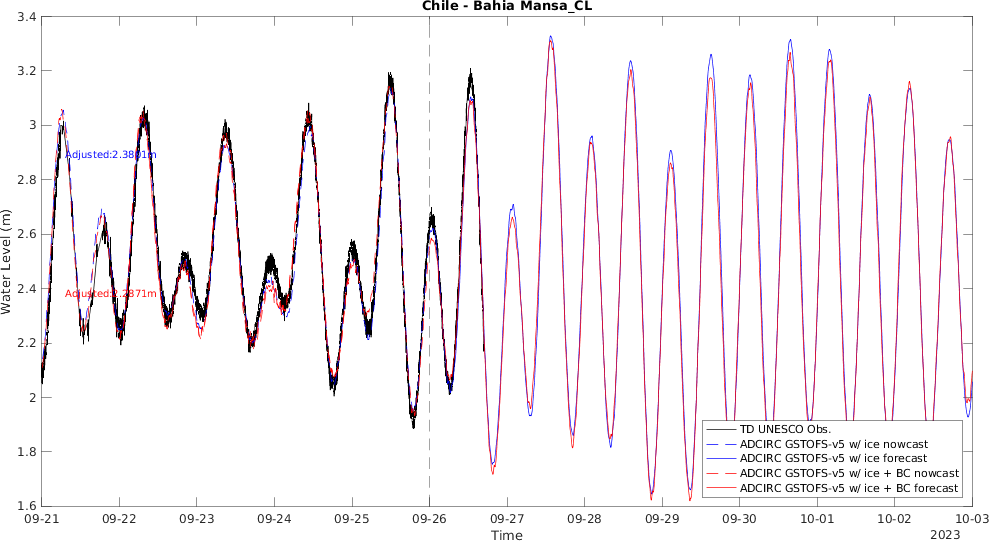 Chile - Bahia Mansa_CL
Water Level (m)
3.4
3.2
3
2.8
2.6
2.4
2.2
2
1.8
1.6
Adjusted:2.3801m
Adjusted:2.2871m
TD UNESCO Obs.
ADCIRC GSTOFS-v5 w/ ice nowcast
ADCIRC GSTOFS-v5 w/ ice forecast
ADCIRC GSTOFS-v5 w/ ice + BC nowcast
ADCIRC GSTOFS-v5 w/ ice + BC forecast
09-21 09-22 09-23 09-24 09-25 09-26 09-27 09-28 09-29 09-30 10-01 10-02 10-03
Time
2023